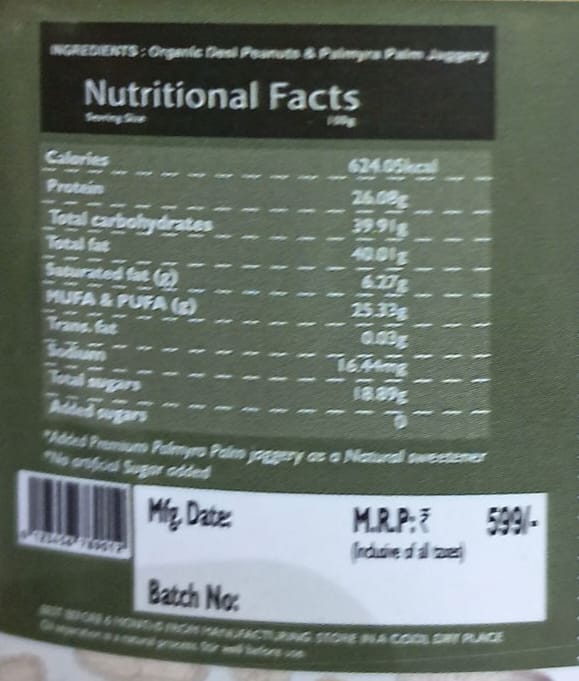 INGREDIENTS : Organic Desi Peanuts & Palmyra Palm Jaggery
Nutritional Facts
Serving Size 100g
Calories 624.05kcal
Protein 26.08g
Total carbohydrates 39.91g
Total fat 40.01g
Saturated fat (g) 6.27g
MUFA & PUFA (g) 25.33g
Trans. fat 0.03g
Sodium 16.44mg
Total sugars 18.89g
Added sugars 0
*Added Premium Palmyra Palm jaggery as a Natural sweetener
*No artificial Sugar added
Mfg. Date: M.R.P: ₹ 599/-
(Inclusive of all taxes)
Batch No:
BEST BEFORE 6 MONTHS FROM MANUFACTURING STORE IN A COOL DRY PLACE
Oil separation is a natural process Stir well before use